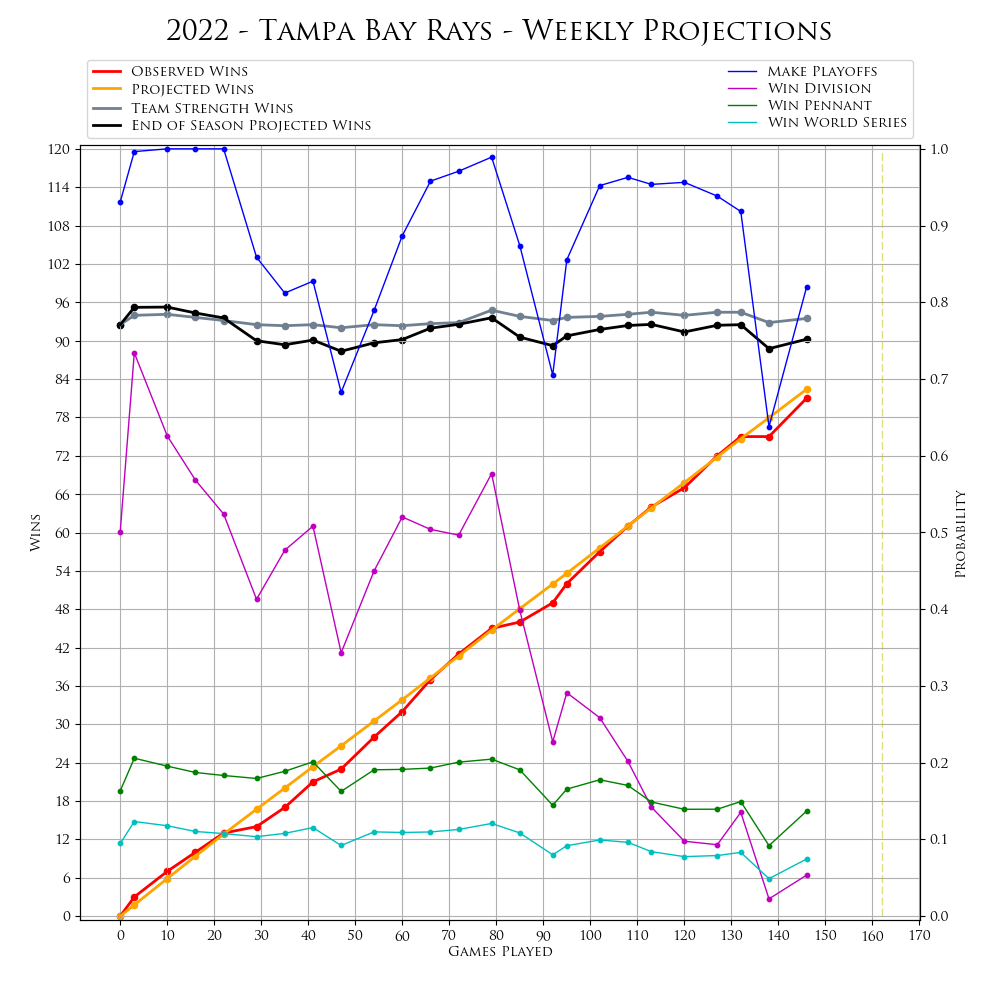 2022 - Tampa Bay Rays - Weekly Projections
Observed Wins
Projected Wins
Team Strength Wins
End of Season Projected Wins
Make Playoffs
Win Division
Win Pennant
Win World Series
120
114
108
102
96
90
84
78
72
66
60
54
48
42
36
30
24
18
12
6
0
Wins
1.0
0.9
0.8
0.7
0.6
0.5
0.4
0.3
0.2
0.1
0.0
Probability
0 10 20 30 40 50 60 70 80 90 100 110 120 130 140 150 160 170
Games Played